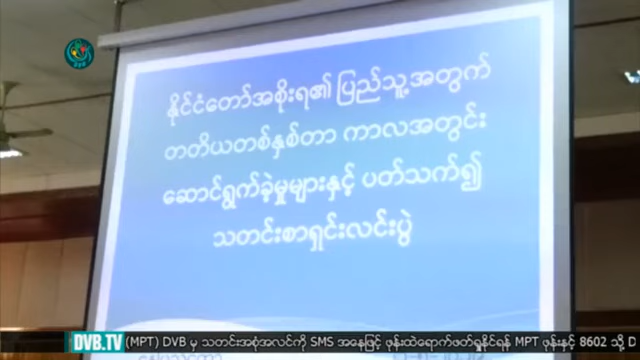 DVB.TV
နိုင်ငံတော်အစိုးရ၏ ပြည်သူ့အတွက်
တတိယတစ်နှစ်တာ ကာလအတွင်း
ဆောင်ရွက်ခဲ့မှုများနှင့် ပတ်သက်၍
သတင်းစာရှင်းလင်းပွဲ
DVB.TV (MPT) DVB မှ သတင်းအစုံအလင်ကို SMS အနေဖြင့် ဖုန်းထဲရောက်ဖတ်ရှုနိုင်ရန် MPT ဖုန်းနှင့် 8602 သို့ D